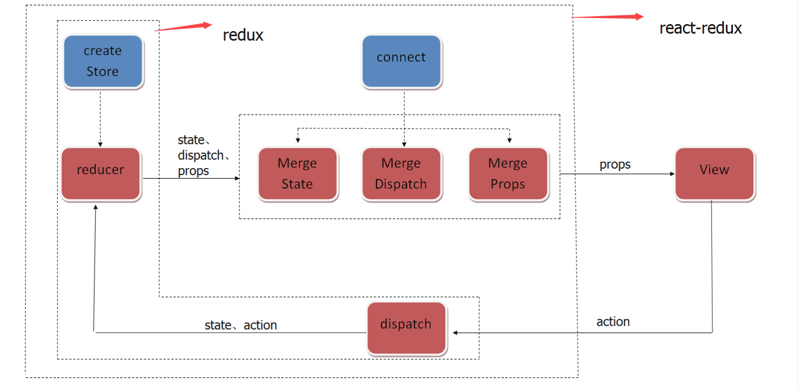 redux
react-redux
create
Store
connect
state、
dispatch、
props
reducer
Merge
State
Merge
Dispatch
Merge
Props
props
View
state、action
dispatch
action